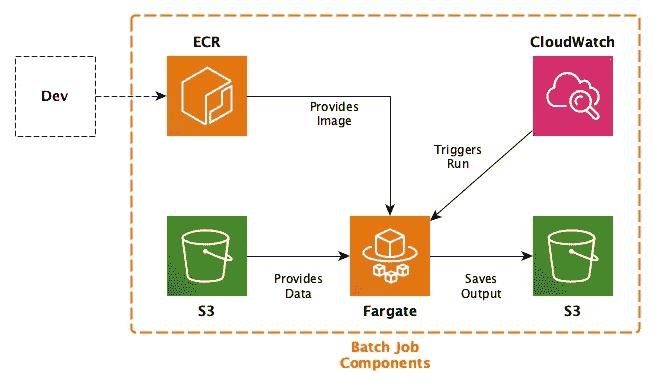 ECR
CloudWatch
Dev
Provides
Image
Triggers
Run
Provides
Data
Saves
Output
S3
Fargate
S3
Batch Job
Components